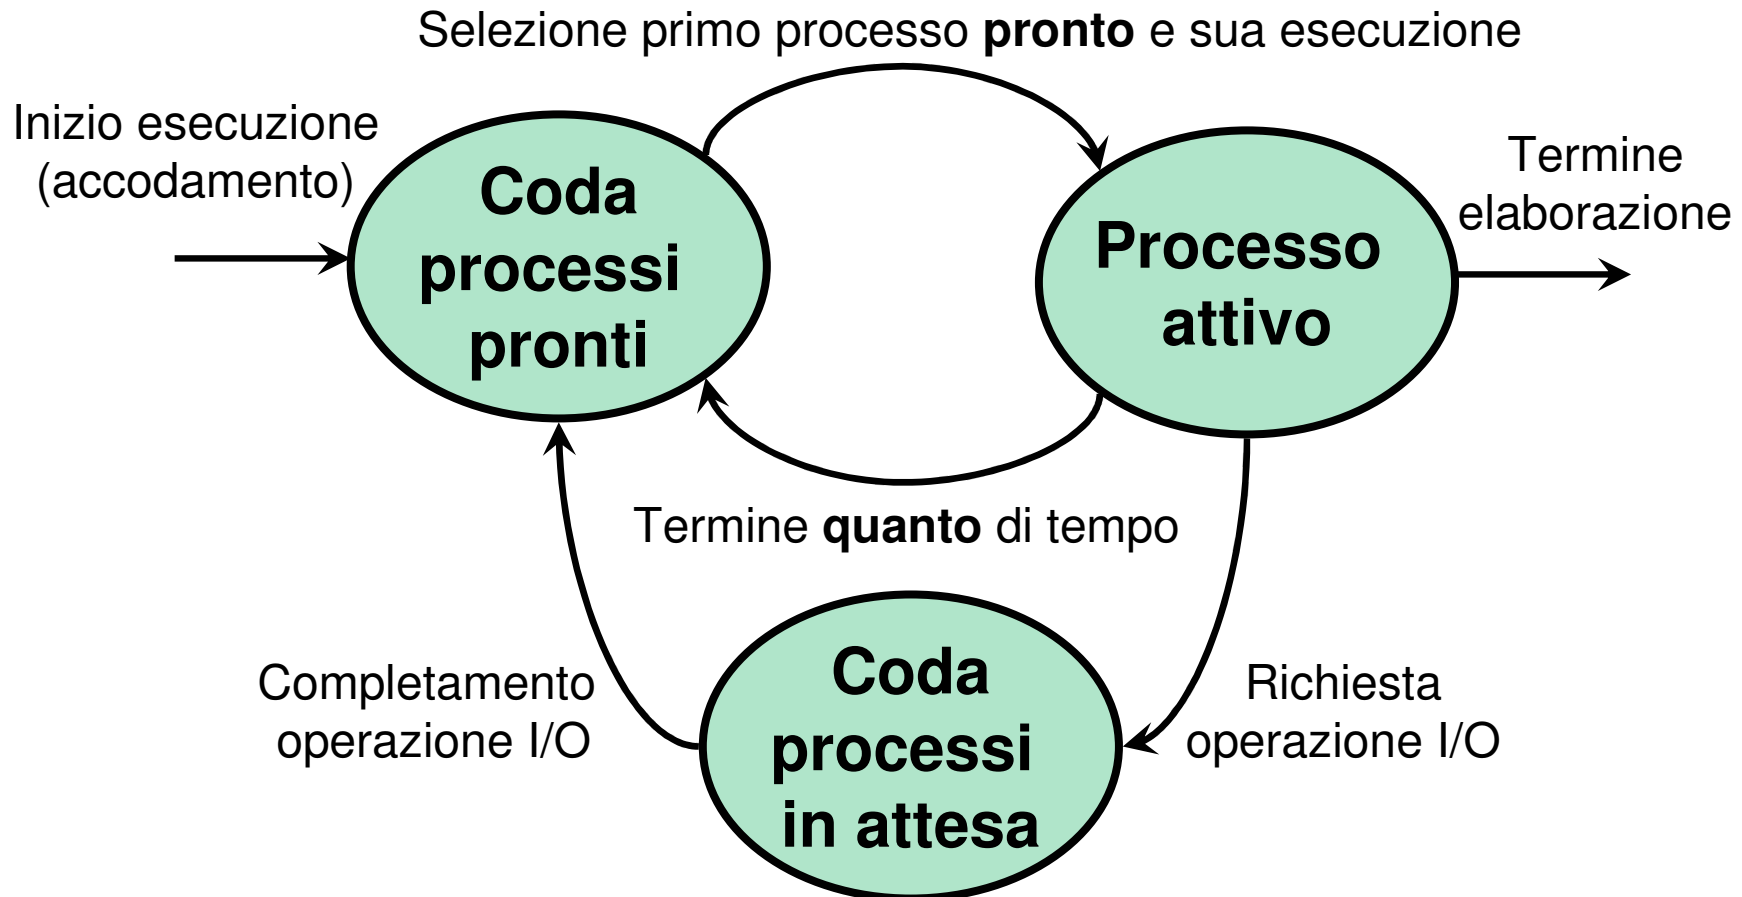 Selezione primo processo pronto e sua esecuzione
Inizio esecuzione
(accodamento)
Coda
processi
pronti
Processo
attivo
Termine
elaborazione
Termine quanto di tempo
Completamento
operazione I/O
Coda
processi
in attesa
Richiesta
operazione I/O